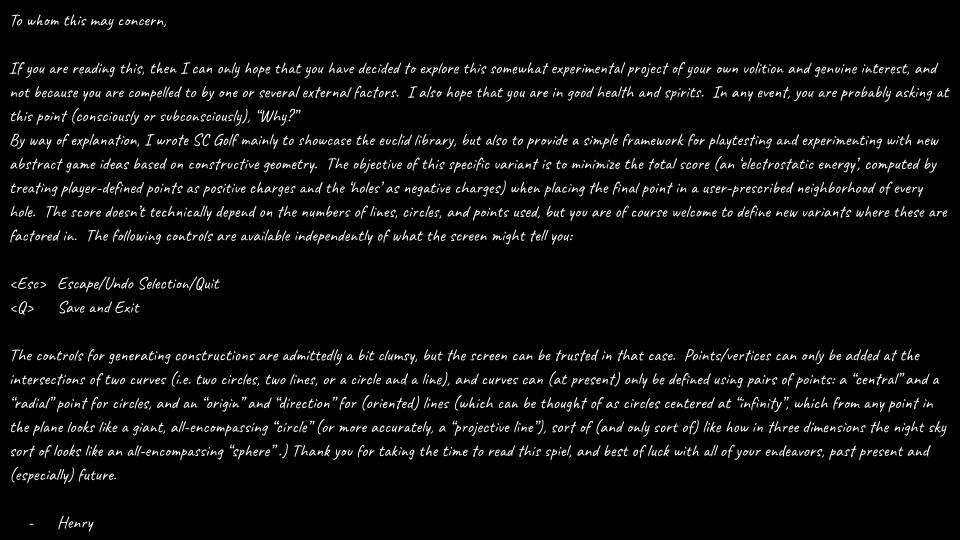 To whom this may concern,
If you are reading this, then I can only hope that you have decided to explore this somewhat experimental project of your own volition and genuine interest, and
not because you are compelled to by one or several external factors.  I also hope that you are in good health and spirits.  In any event, you are probably asking at
this point (consciously or subconsciously), “Why?”
By way of explanation, I wrote SC Golf mainly to showcase the euclid library, but also to provide a simple framework for playtesting and experimenting with new
abstract game ideas based on constructive geometry.  The objective of this specific variant is to minimize the total score (an ‘electrostatic energy’, computed by
treating player-defined points as positive charges and the ‘holes’ as negative charges) when placing the final point in a user-prescribed neighborhood of every
hole.  The score doesn’t technically depend on the numbers of lines, circles, and points used, but you are of course welcome to define new variants where these are
factored in.  The following controls are available independently of what the screen might tell you:
<Esc>  Escape/Undo Selection/Quit
<Q>  Save and Exit
The controls for generating constructions are admittedly a bit clumsy, but the screen can be trusted in that case.  Points/vertices can only be added at the
intersections of two curves (i.e. two circles, two lines, or a circle and a line), and curves can (at present) only be defined using pairs of points: a “central” and a
“radial” point for circles, and an “origin” and “direction” for (oriented) lines (which can be thought of as circles centered at “infinity”, which from any point in
the plane looks like a giant, all-encompassing “circle” (or more accurately, a “projective line”), sort of (and only sort of) like how in three dimensions the night sky
sort of looks like an all-encompassing “sphere”.) Thank you for taking the time to read this spiel, and best of luck with all of your endeavors, past present and
(especially) future.
-  Henry